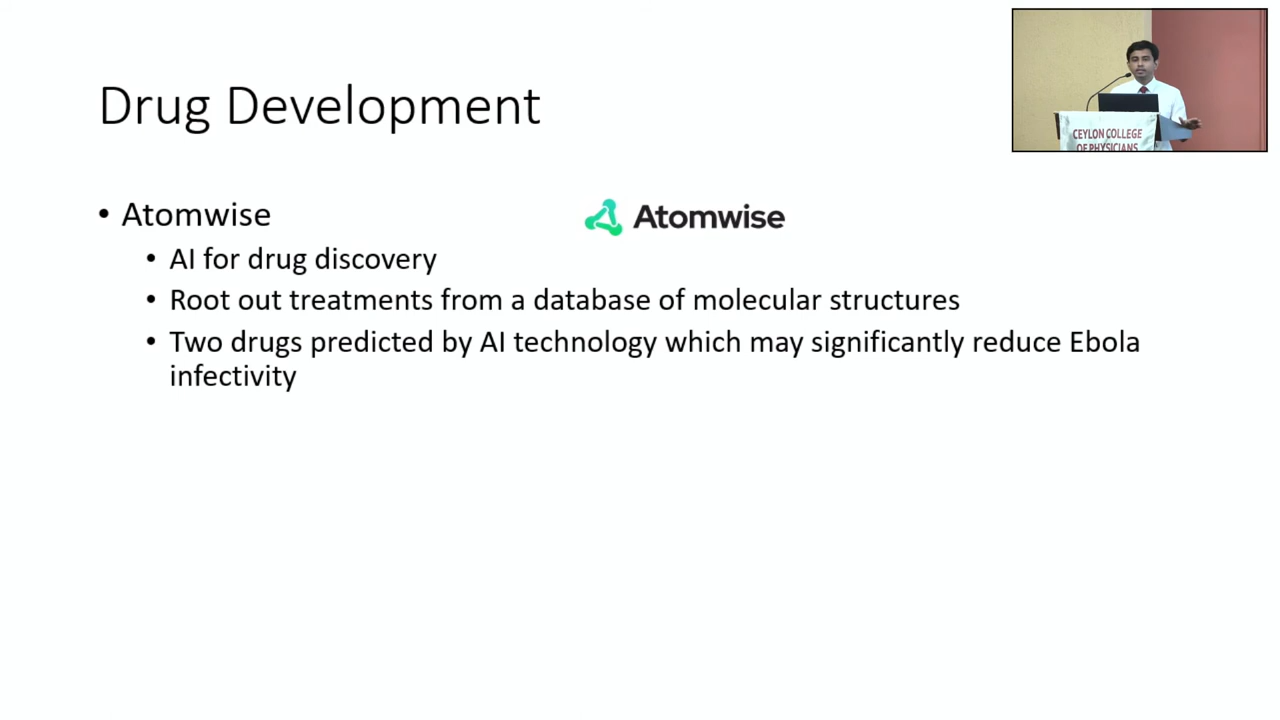 Drug Development
CEYLON COLLEGE
OF PHYSICIANS
• Atomwise
Atomwise
• AI for drug discovery
• Root out treatments from a database of molecular structures
• Two drugs predicted by AI technology which may significantly reduce Ebola
infectivity